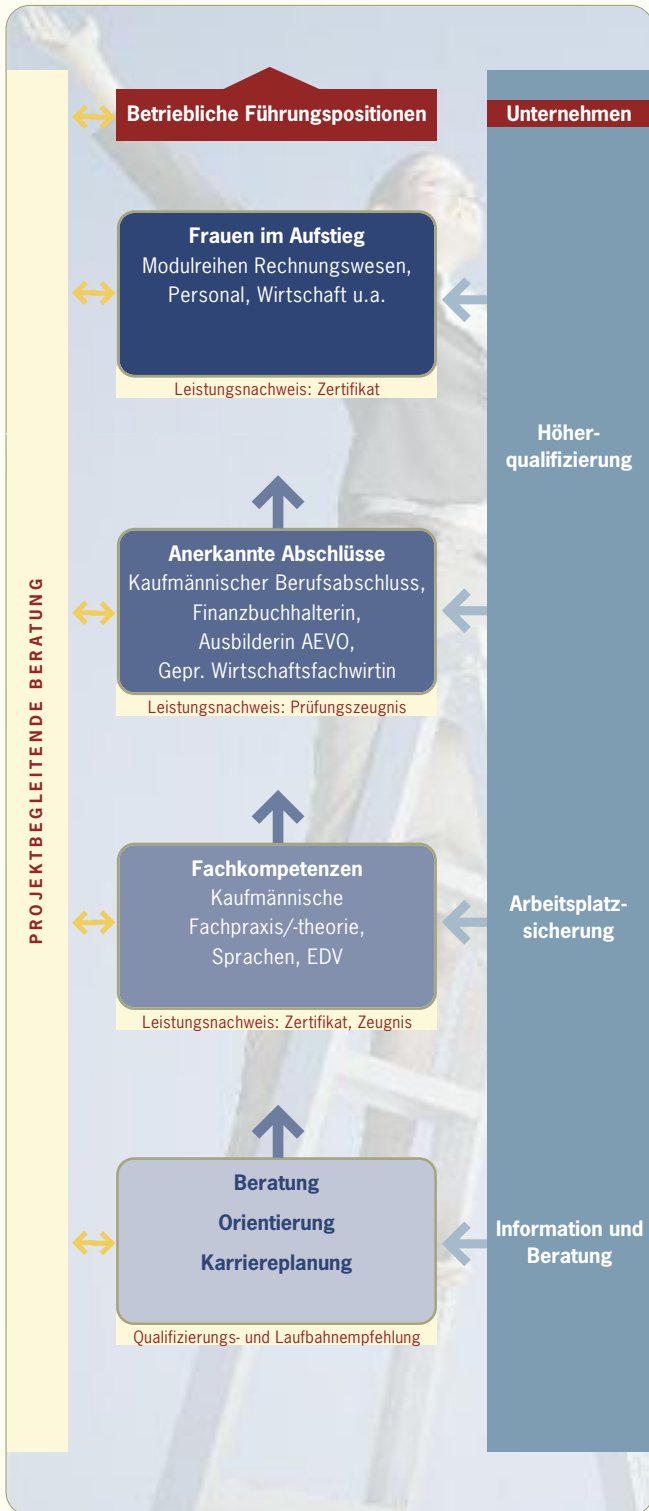 Betriebliche Führungspositionen
Unternehmen
Frauen im Aufstieg
Modulreihen Rechnungswesen,
Personal, Wirtschaft u.a.
Leistungsnachweis: Zertifikat
Höher-
qualifizierung
Anerkannte Abschlüsse
Kaufmännischer Berufsabschluss,
Finanzbuchhalterin,
Ausbilderin AEVO,
Gepr. Wirtschaftsfachwirtin
Leistungsnachweis: Prüfungszeugnis
PROJEKTBEGLEITENDE BERATUNG
Fachkompetenzen
Kaufmännische
Fachpraxis/-theorie,
Sprachen, EDV
Leistungsnachweis: Zertifikat, Zeugnis
Arbeitsplatz-
sicherung
Beratung
Orientierung
Karriereplanung
Qualifizierungs- und Laufbahnempfehlung
Information und
Beratung